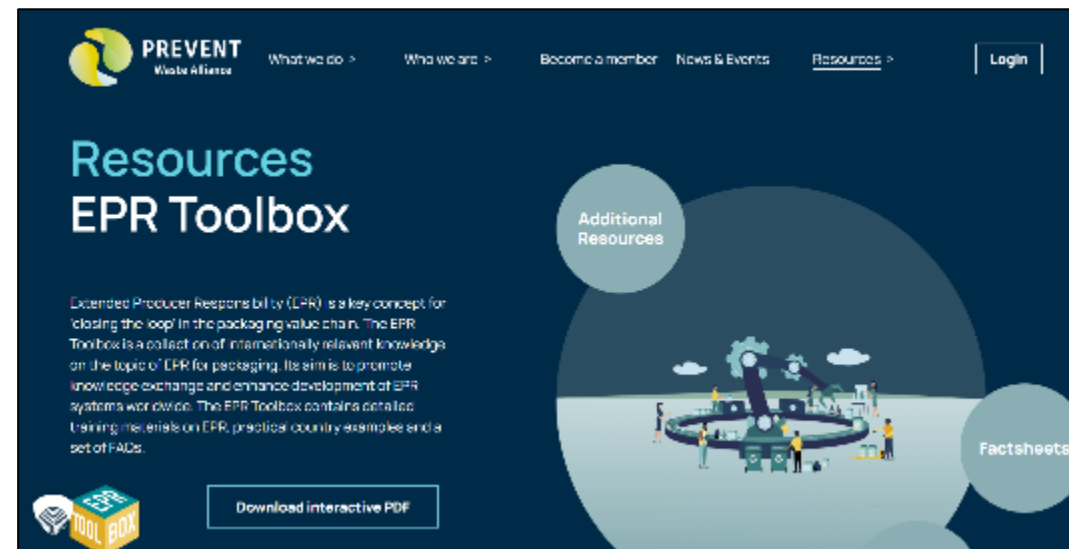 PREVENT
Waste Alliance
What we do >
Who we are >
Become a member
News & Events
Resources >
Login
Resources
EPR Toolbox
Additional
Resources
Extended Producer Responsibility (EPR) is a key concept for
'closing the loop' in the packaging value chain. The EPR
Toolbox is a collection of internationally relevant knowledge
on the topic of EPR for packaging. Its aim is to promote
knowledge exchange and enhance development of EPR
systems worldwide. The EPR Toolbox contains detailed
training materials on EPR, practical country examples and a
set of FAQs.
Factsheets
Download interactive PDF
EPR
TOOL BOX